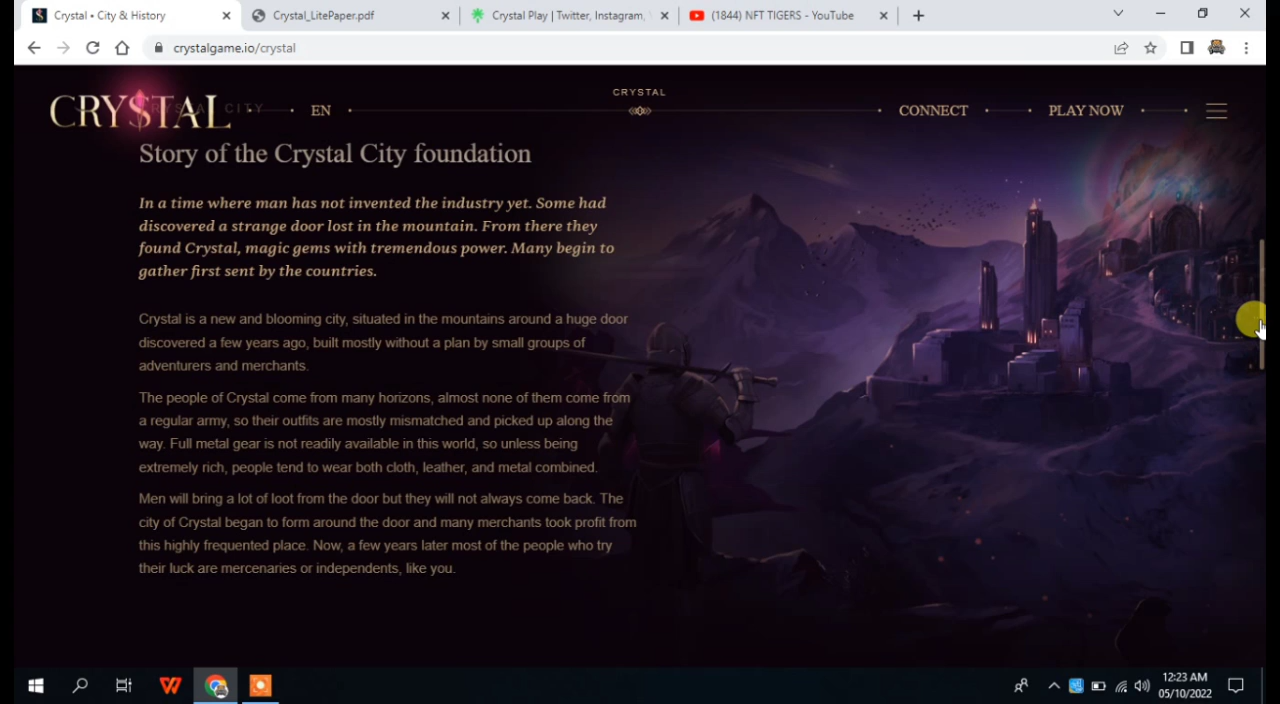 Crystal • City & History
Crystal_LitePaper.pdf
Crystal Play | Twitter, Instagram,
(1844) NFT TIGERS - YouTube
crystalgame.io/crystal
CRYSTAL
CRY$TAL
CITY
EN
CONNECT
PLAY NOW
Story of the Crystal City foundation
In a time where man has not invented the industry yet. Some had
discovered a strange door lost in the mountain. From there they
found Crystal, magic gems with tremendous power. Many begin to
gather first sent by the countries.
Crystal is a new and blooming city, situated in the mountains around a huge door
discovered a few years ago, built mostly without a plan by small groups of
adventurers and merchants.
The people of Crystal come from many horizons, almost none of them come from
a regular army, so their outfits are mostly mismatched and picked up along the
way. Full metal gear is not readily available in this world, so unless being
extremely rich, people tend to wear both cloth, leather, and metal combined.
Men will bring a lot of loot from the door but they will not always come back. The
city of Crystal began to form around the door and many merchants took profit from
this highly frequented place. Now, a few years later most of the people who try
their luck are mercenaries or independents, like you.
12:23 AM
05/10/2022